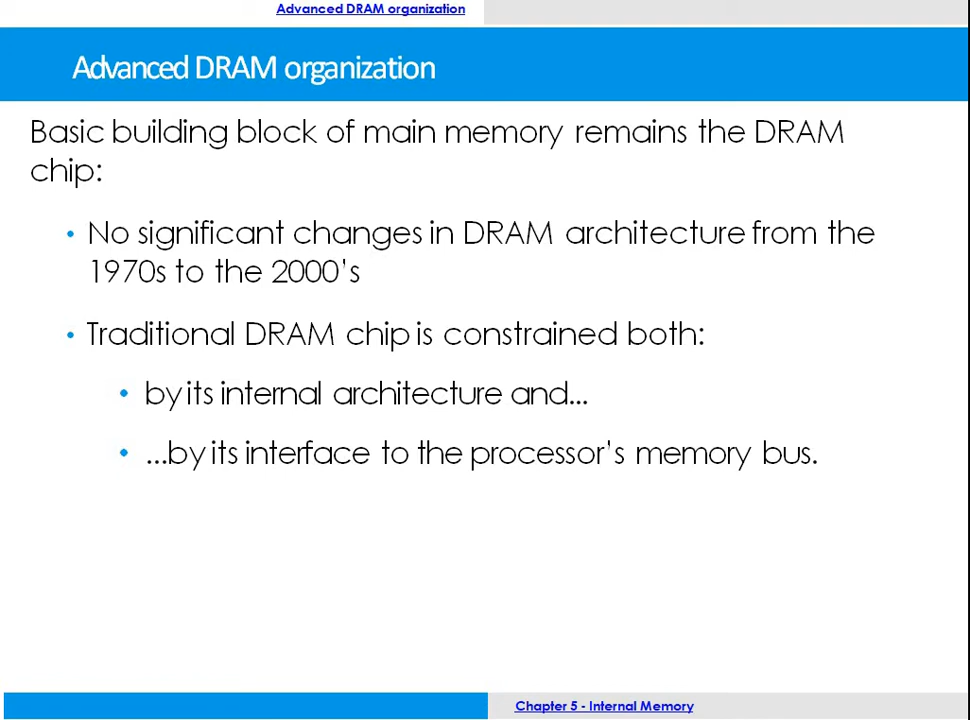 Advanced DRAM organization
Advanced DRAM organization
Basic building block of main memory remains the DRAM
chip:
• No significant changes in DRAM architecture from the
1970s to the 2000's
• Traditional DRAM chip is constrained both:
• by its internal architecture and...
• ...by its interface to the processor's memory bus.
Chapter 5 - Internal Memory